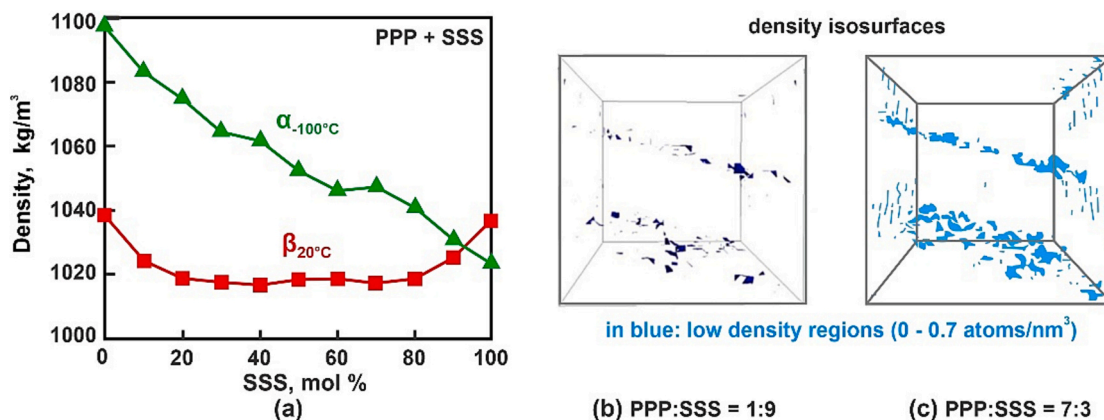 1100
1080
1060
1040
1020
1000
Density, kg/m³
PPP + SSS
α-100°C
β20°C
0 20 40 60 80 100
SSS, mol %
(a)
density isosurfaces
in blue: low density regions (0 - 0.7 atoms/nm³)
(b) PPP:SSS = 1:9
(c) PPP:SSS = 7:3